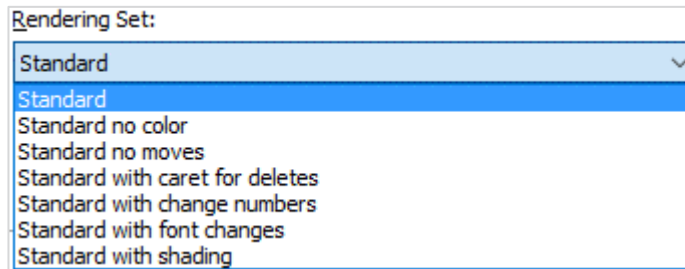 Rendering Set:
Standard
Standard
Standard no color
Standard no moves
Standard with caret for deletes
Standard with change numbers
Standard with font changes
Standard with shading